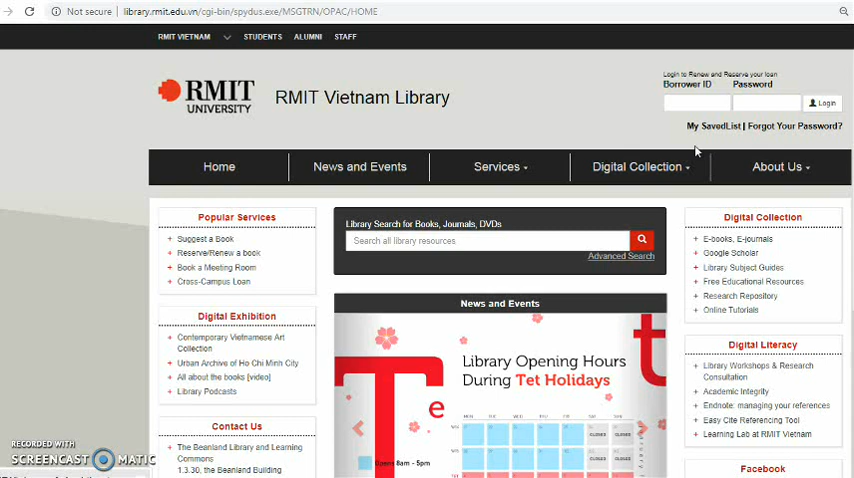 Not secure | library.rmit.edu.vn/cgi-bin/spydus.exe/MSGTRN/OPAC/HOME
RMIT VIETNAM STUDENTS ALUMNI STAFF
RMIT UNIVERSITY
RMIT Vietnam Library
Login to Renew and Reserve your loan
Borrower ID Password
Login
My SavedList | Forgot Your Password?
Home News and Events Services Digital Collection About Us
Popular Services
+ Suggest a Book
+ Reserve/Renew a book
+ Book a Meeting Room
+ Cross-Campus Loan
Digital Exhibition
+ Contemporary Vietnamese Art
Collection
+ Urban Archive of Ho Chi Minh City
+ All about the books [video]
+ Library Podcasts
Contact Us
+ The Beanland Library and Learning
Commons
1.3.30, the Beanland Building
Library Search for Books, Journals, DVDs
Search all library resources
Advanced Search
News and Events
Te
t
Library Opening Hours
During Tet Holidays
MON TUE WED THU FRI SAT SUN
CLOSED CLOSED
CLOSED CLOSED
Opens 8am - 5pm
Digital Collection
+ E-books, E-journals
+ Google Scholar
+ Library Subject Guides
+ Free Educational Resources
+ Research Repository
+ Online Tutorials
Digital Literacy
+ Library Workshops & Research
Consultation
+ Academic Integrity
+ Endnote: managing your references
+ Easy Cite Referencing Tool
+ Learning Lab at RMIT Vietnam
Facebook
RECORDED WITH
SCREENCAST MATIC